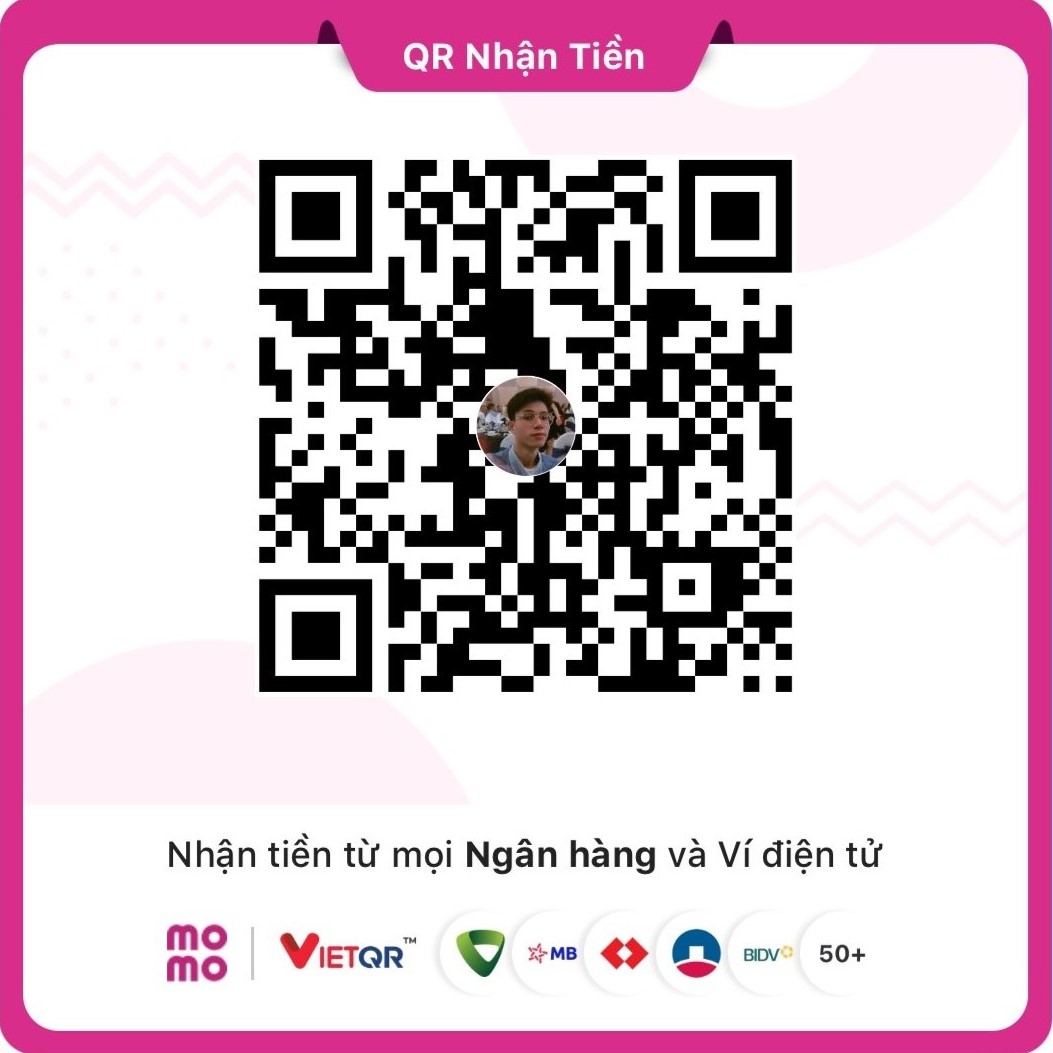 QR Nhận Tiền
Nhận tiền từ mọi Ngân hàng và Ví điện tử
mo
mo
VIETQR™
MB
BIDV
50+